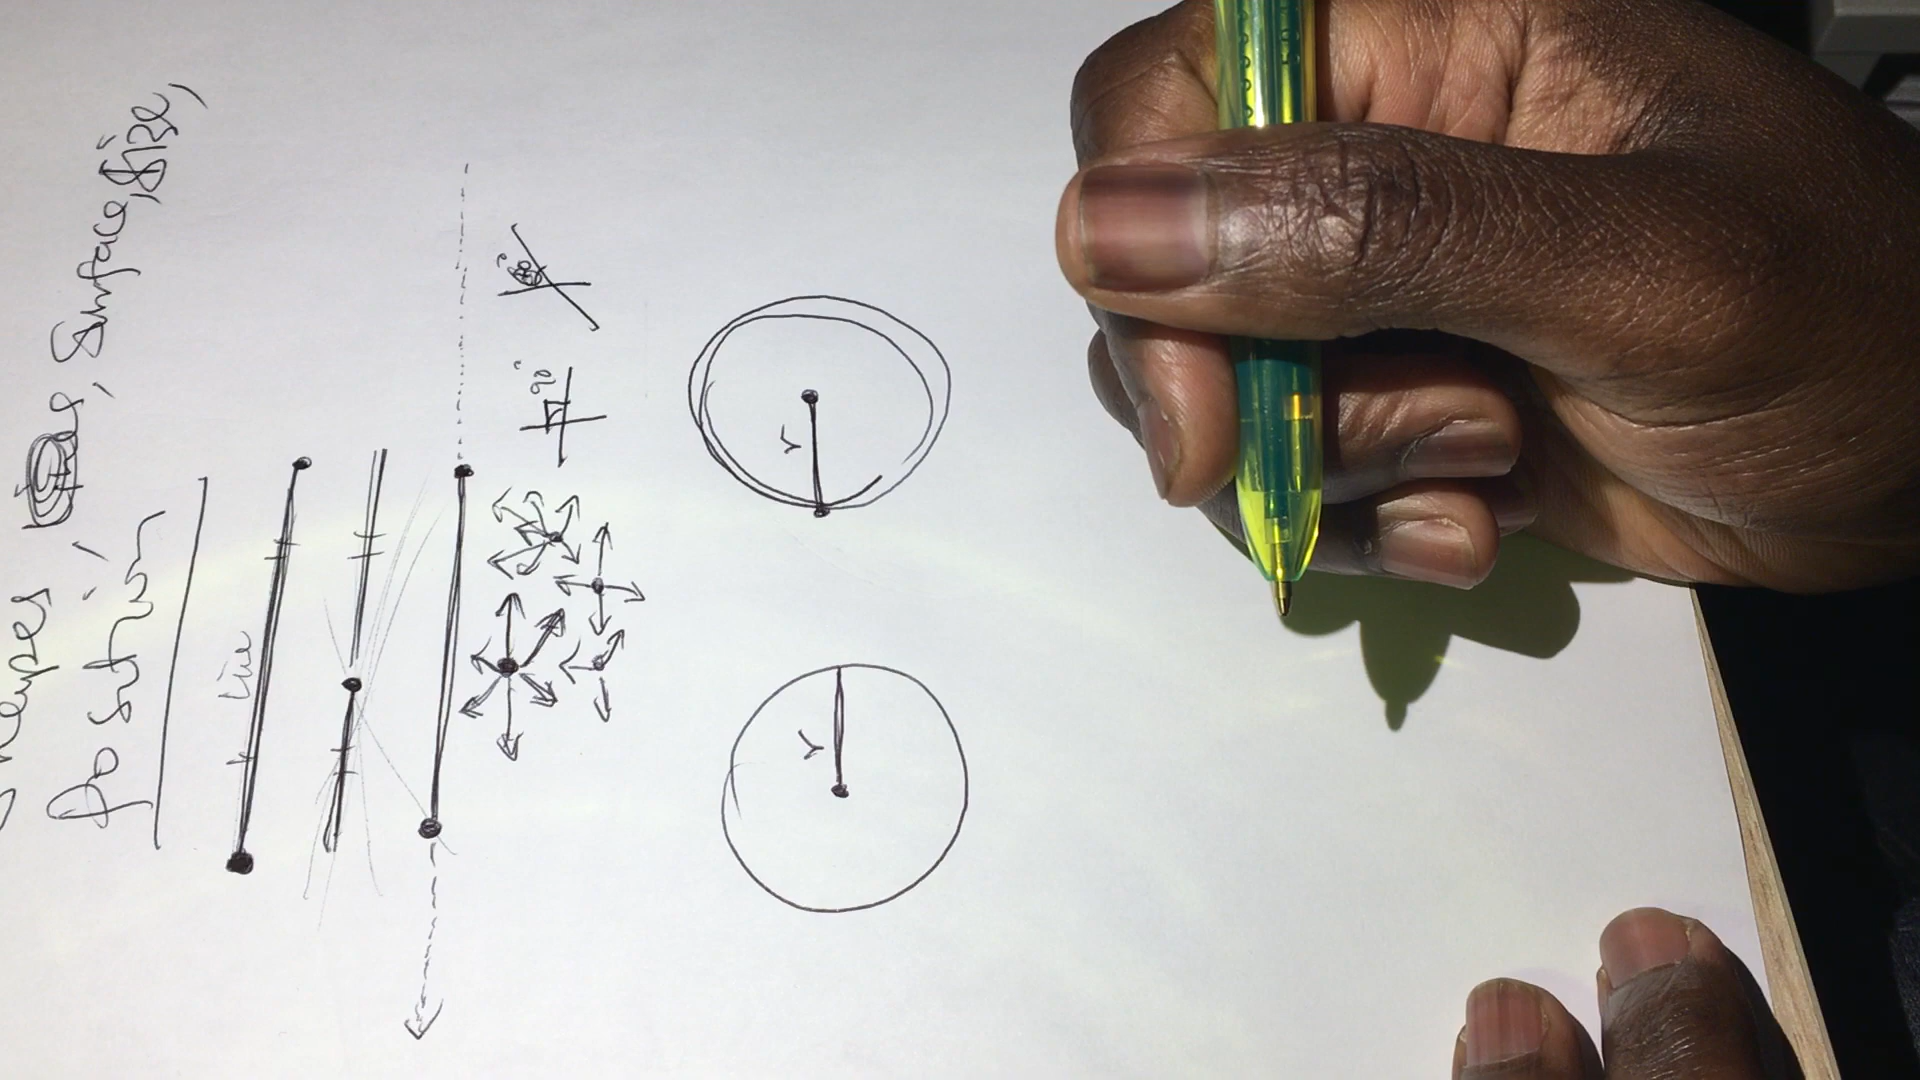 Shapes, Surface, Size,
Position
Line
90°
r
r